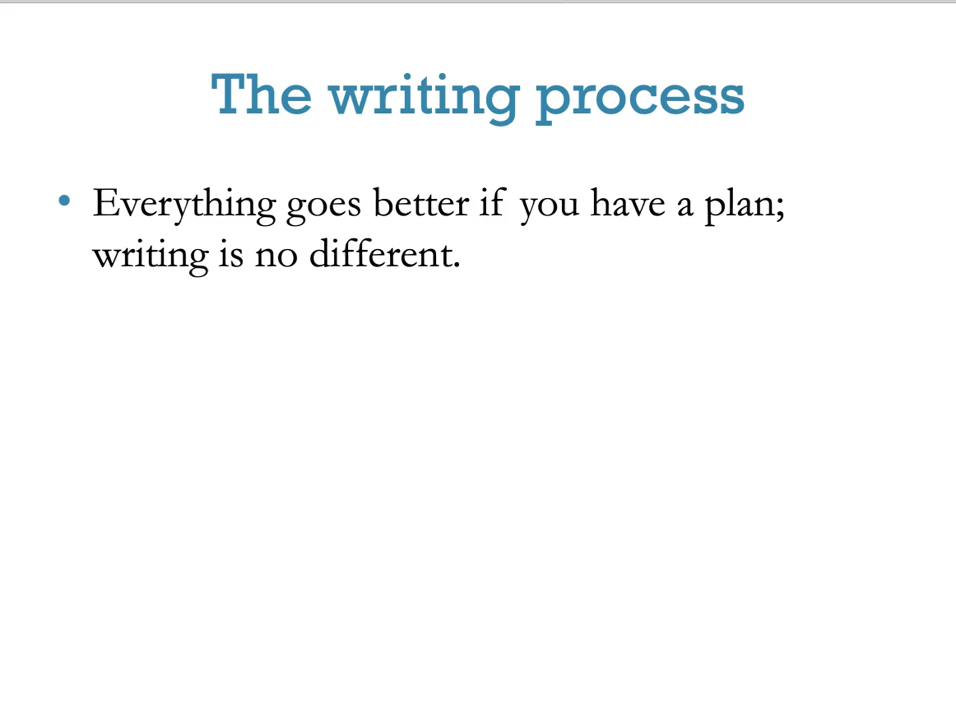 The writing process
• Everything goes better if you have a plan;
writing is no different.